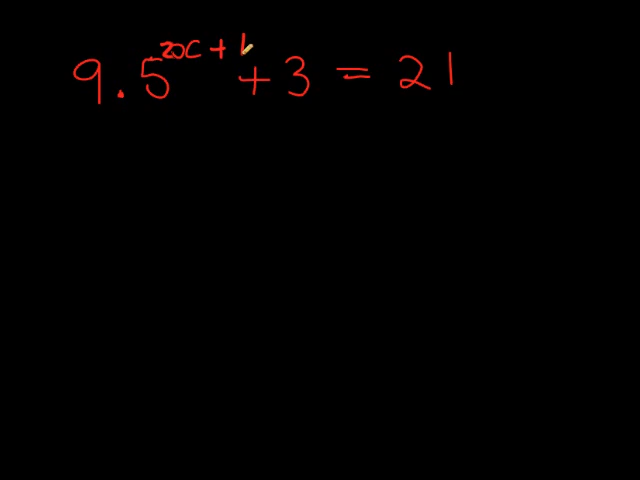 9.5^{2x+1} + 3 = 21